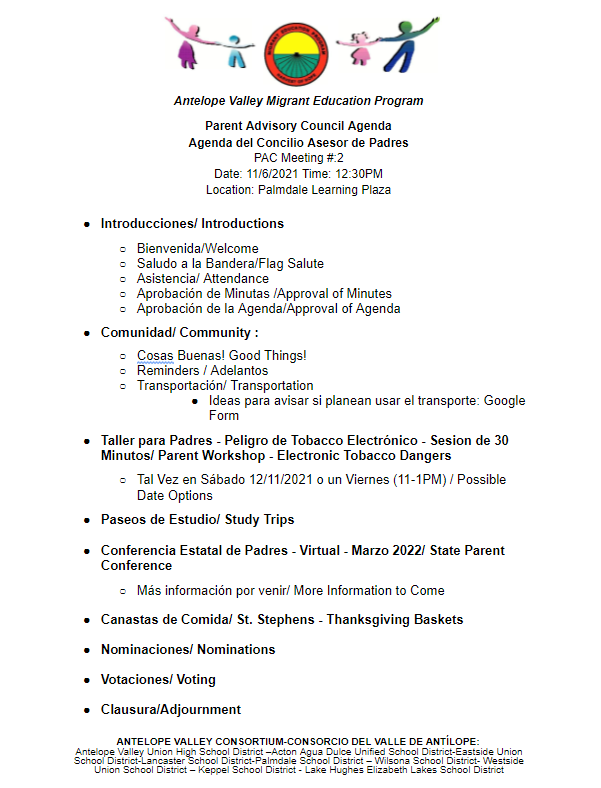 MIGRANT EDUCATION PROGRAM
Antelope Valley Migrant Education Program
Parent Advisory Council Agenda
Agenda del Concilio Asesor de Padres
PAC Meeting #:2
Date: 11/6/2021 Time: 12:30PM
Location: Palmdale Learning Plaza
● Introducciones/ Introductions
○ Bienvenida/Welcome
○ Saludo a la Bandera/Flag Salute
○ Asistencia/ Attendance
○ Aprobación de Minutas /Approval of Minutes
○ Aprobación de la Agenda/Approval of Agenda
● Comunidad/ Community :
○ Cosas Buenas! Good Things!
○ Reminders / Adelantos
○ Transportación/ Transportation
● Ideas para avisar si planean usar el transporte: Google
Form
● Taller para Padres - Peligro de Tobacco Electrónico - Sesion de 30
Minutos/ Parent Workshop - Electronic Tobacco Dangers
○ Tal Vez en Sábado 12/11/2021 o un Viernes (11-1PM) / Possible
Date Options
● Paseos de Estudio/ Study Trips
● Conferencia Estatal de Padres - Virtual - Marzo 2022/ State Parent
Conference
○ Más información por venir/ More Information to Come
● Canastas de Comida/ St. Stephens - Thanksgiving Baskets
● Nominaciones/ Nominations
● Votaciones/ Voting
● Clausura/Adjournment
ANTELOPE VALLEY CONSORTIUM-CONSORCIO DEL VALLE DE ANTÍLOPE:
Antelope Valley Union High School District –Acton Agua Dulce Unified School District-Eastside Union
School District-Lancaster School District-Palmdale School District – Wilsona School District- Westside
Union School District – Keppel School District - Lake Hughes Elizabeth Lakes School District